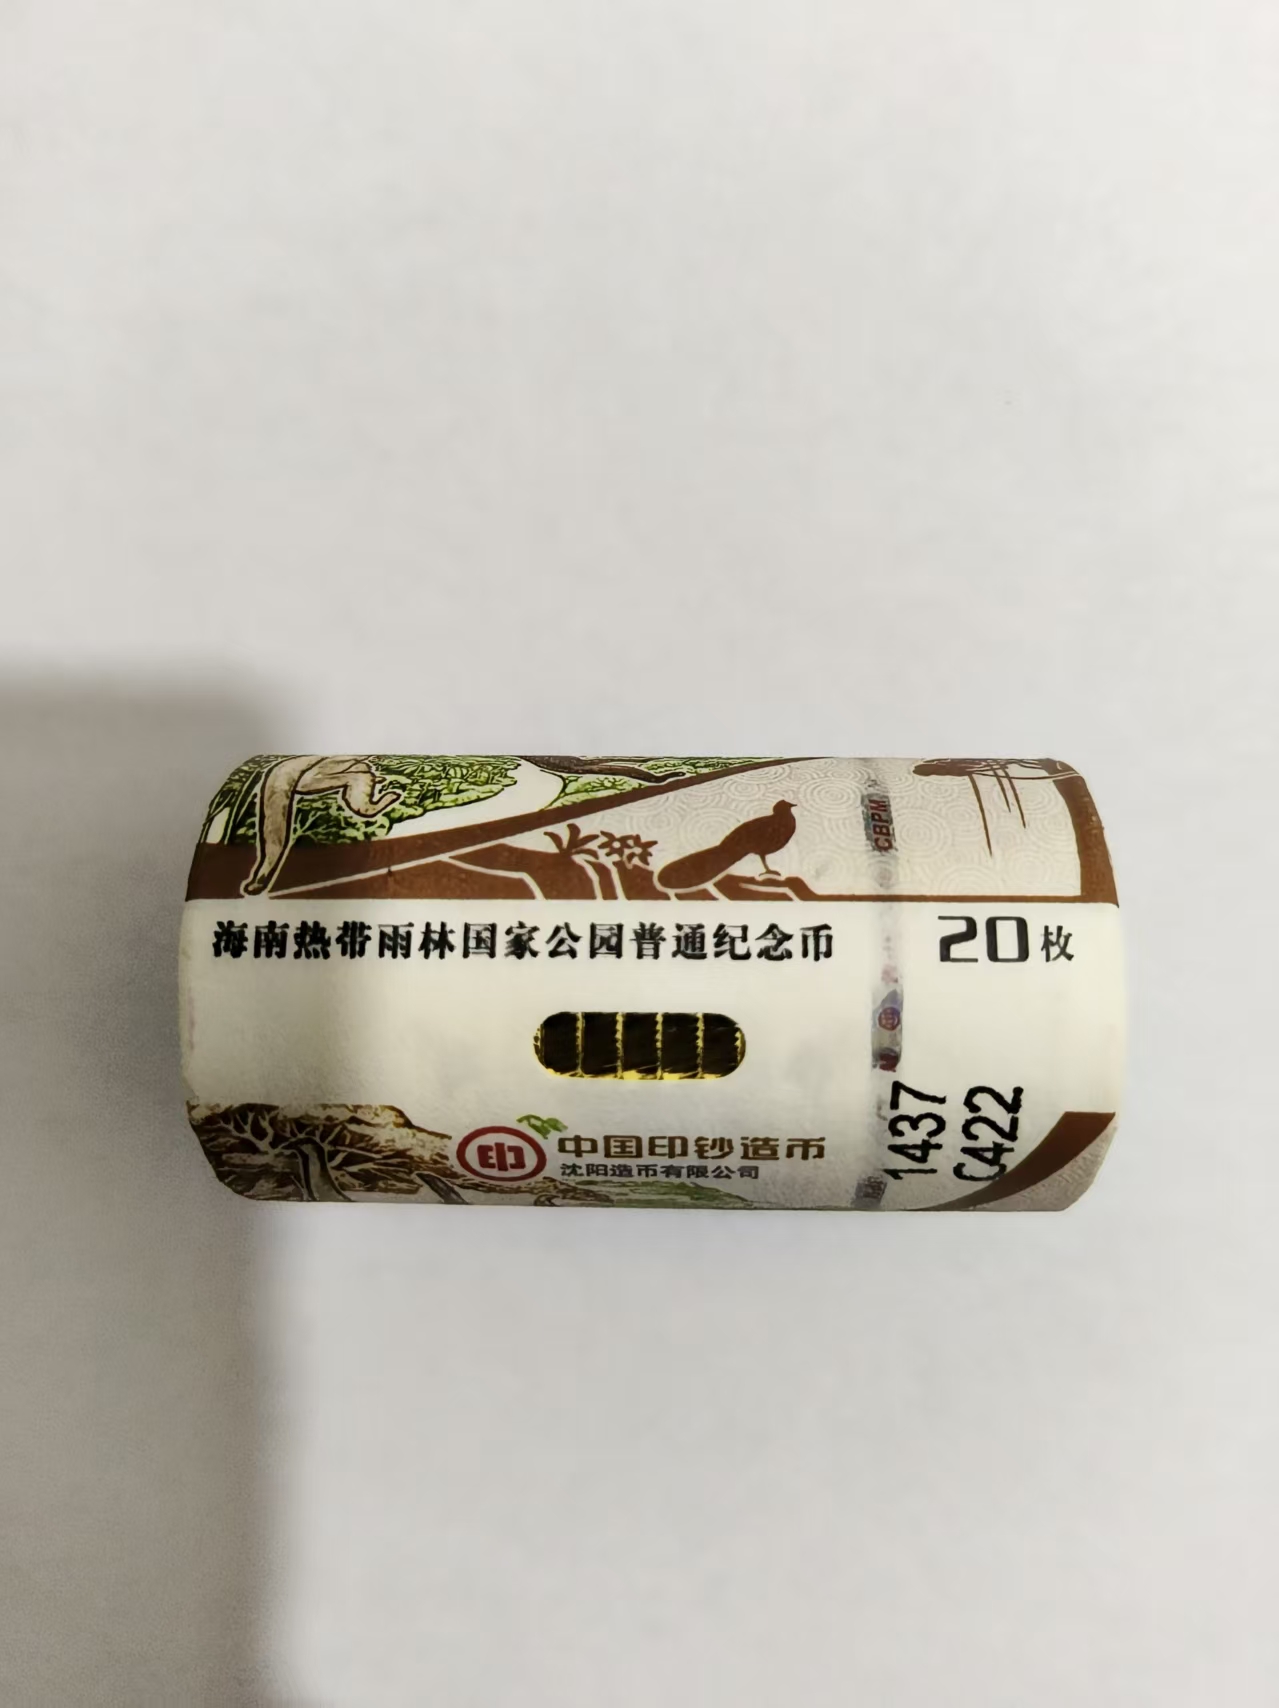 CBPM
海南热带雨林国家公园普通纪念币
20枚
1437
C422
印
中国印钞造币
沈阳造币有限公司